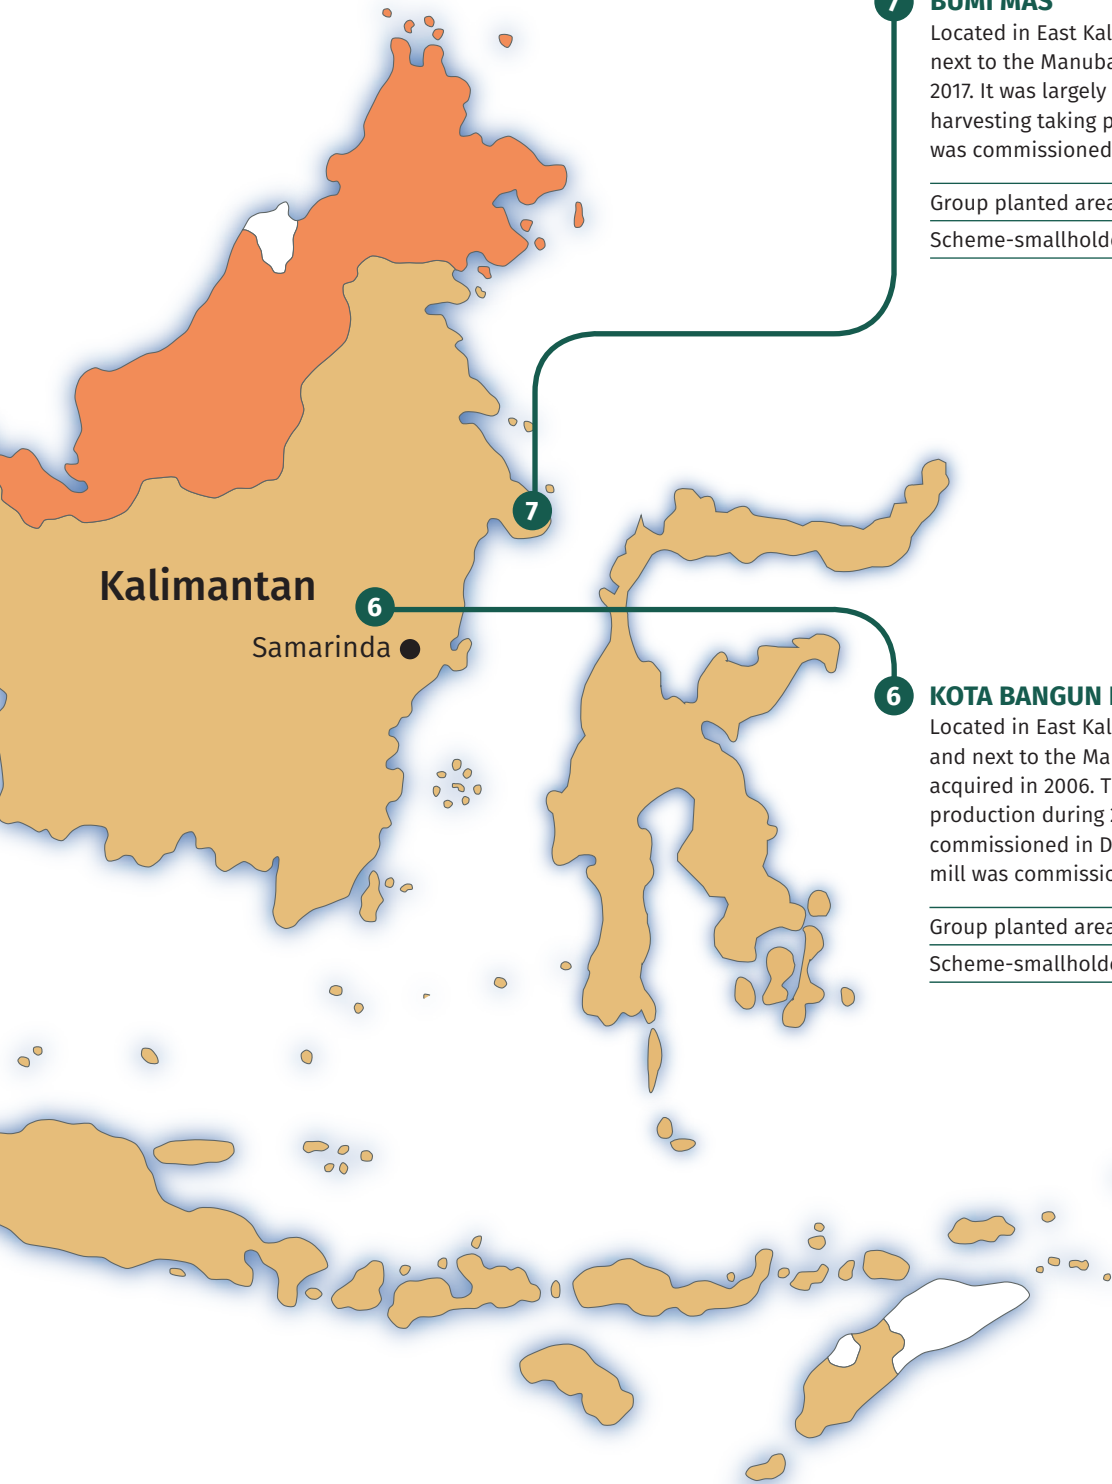 7 BUMI MAS
Located in East Kal
next to the Manuba
2017. It was largely
harvesting taking p
was commissioned
Group planted area
Scheme-smallholde
7
Kalimantan
6
Samarinda
6 KOTA BANGUN
Located in East Kal
and next to the Ma
acquired in 2006. T
production during
commissioned in D
mill was commissio
Group planted area
Scheme-smallholde